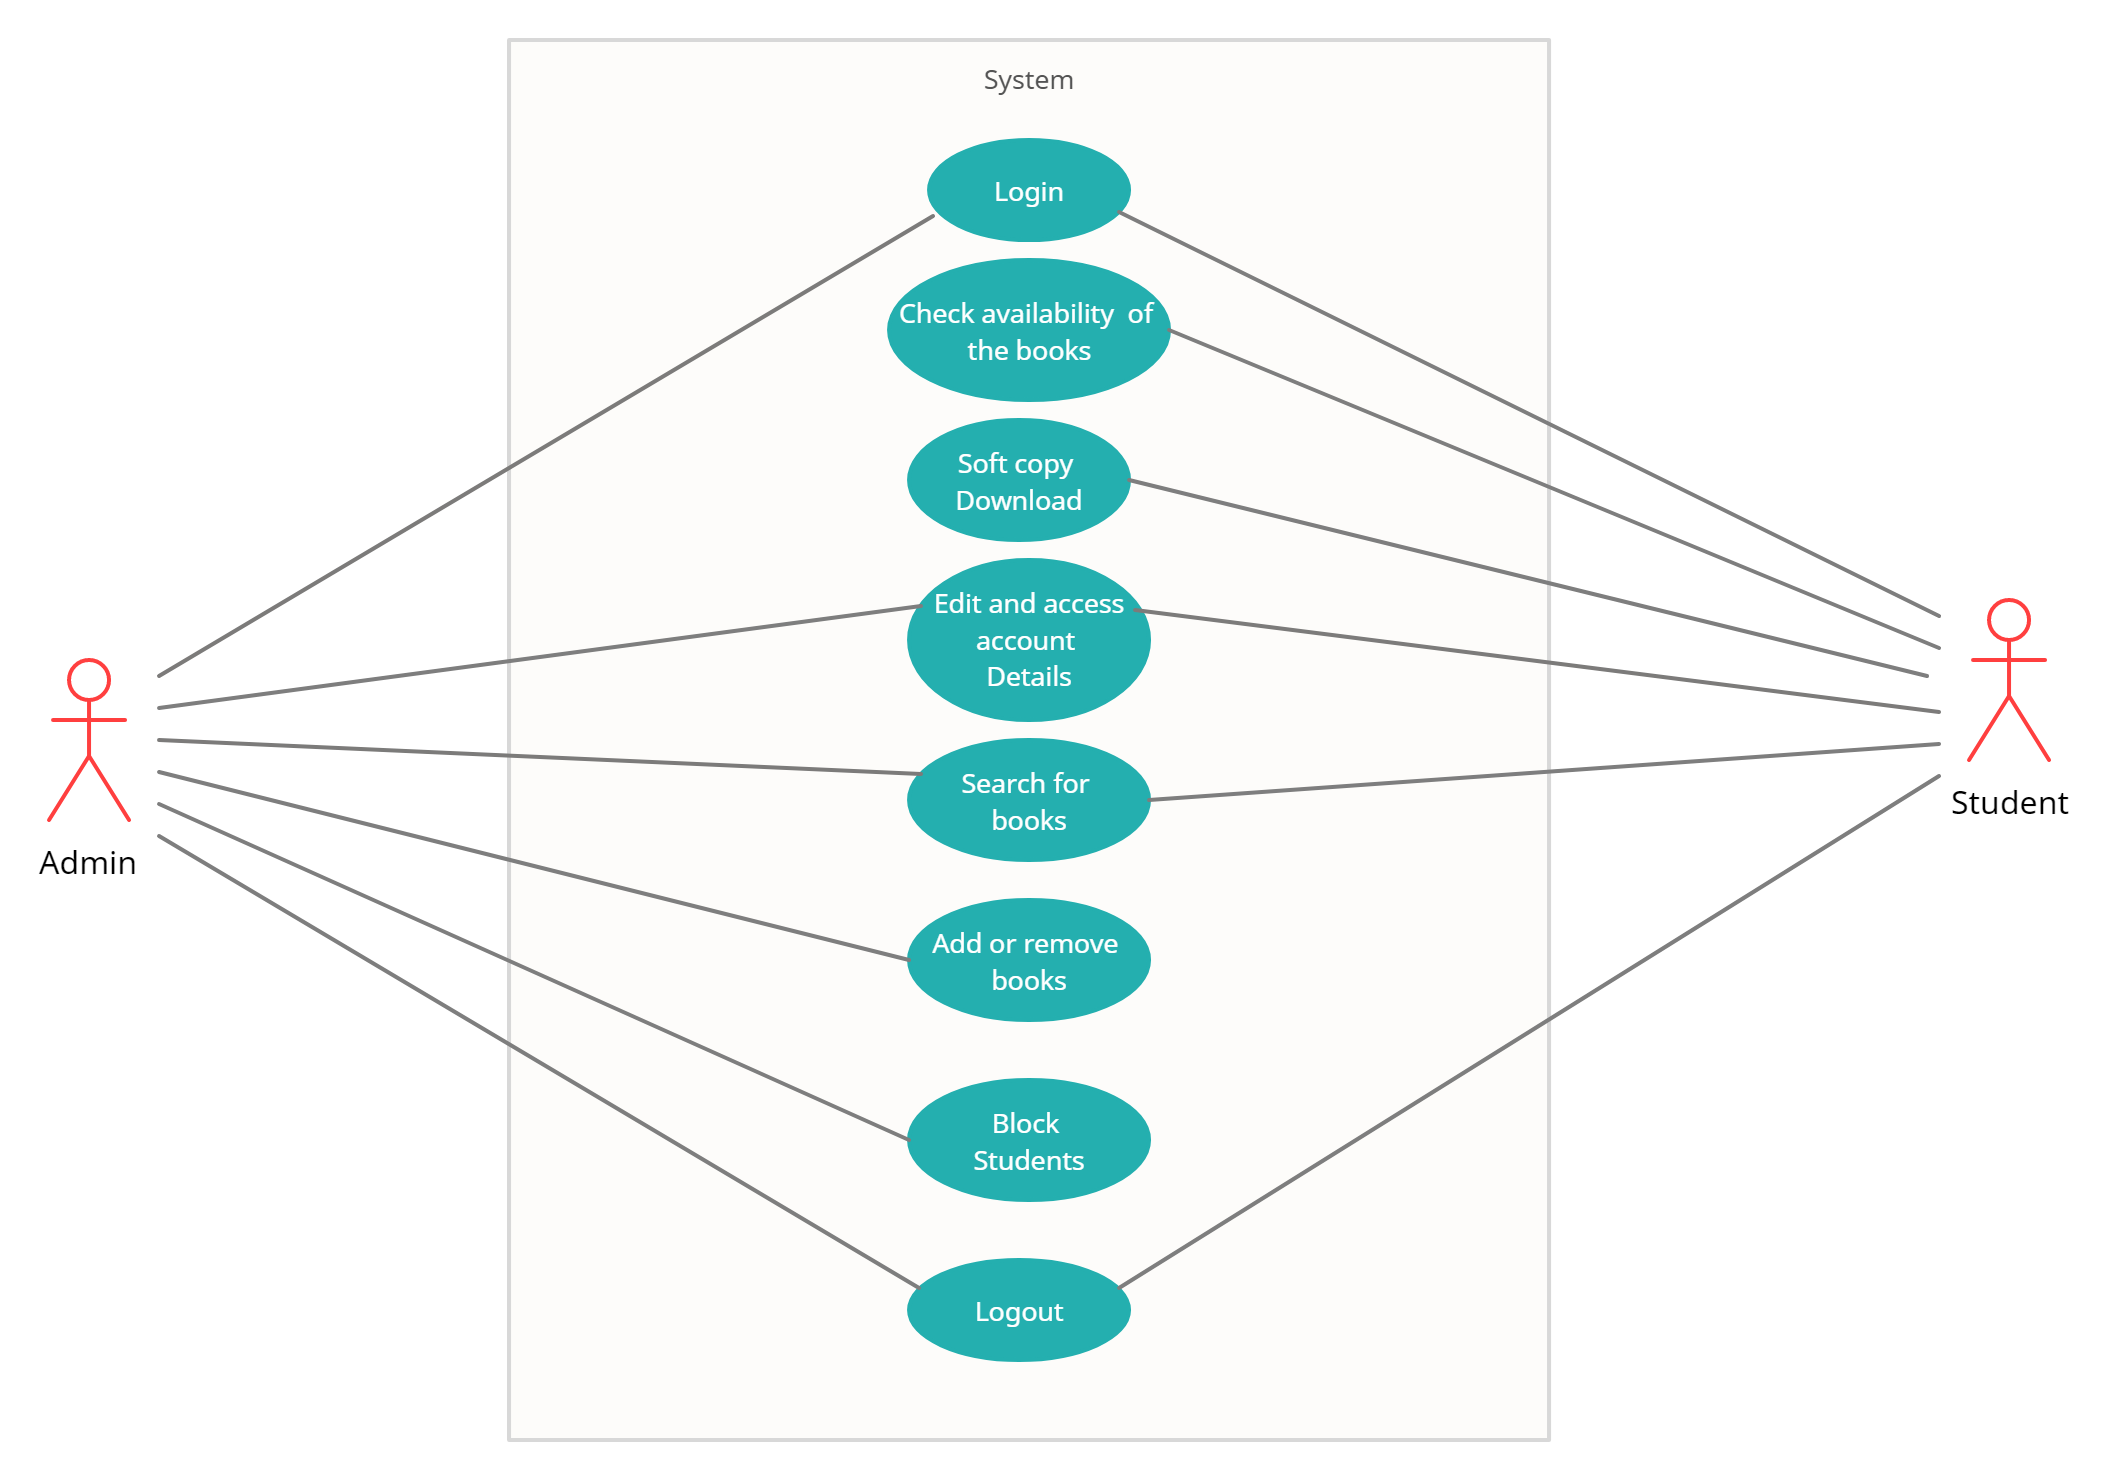 System
Login
Check availability  of
the books
Soft copy
Download
Edit and access
account
Details
Search for
books
Add or remove
books
Block
Students
Logout
Admin
Student